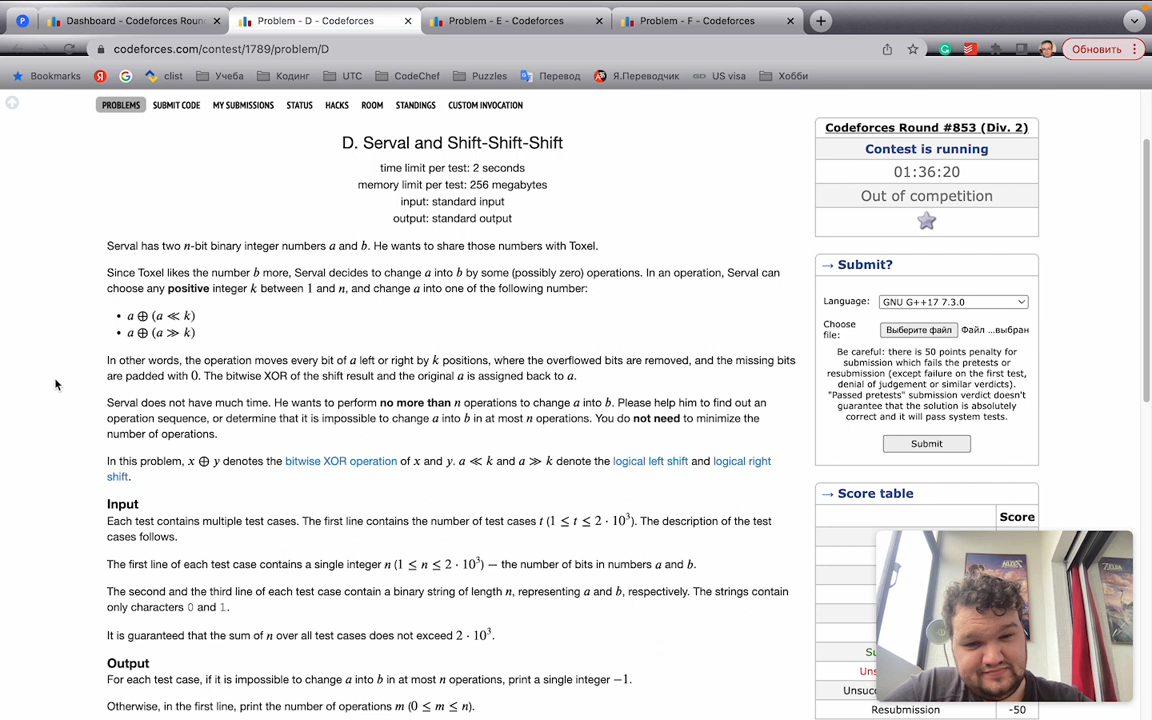 Dashboard - Codeforces Roun
Problem - D - Codeforces
Problem - E - Codeforces
Problem - F - Codeforces
codeforces.com/contest/1789/problem/D
Обновить
Bookmarks
clist
Учеба
Кодинг
UTC
CodeChef
Puzzles
Перевод
Я.Переводчик
US visa
Хобби
PROBLEMS SUBMIT CODE MY SUBMISSIONS STATUS HACKS ROOM STANDINGS CUSTOM INVOCATION
D. Serval and Shift-Shift-Shift
time limit per test: 2 seconds
memory limit per test: 256 megabytes
input: standard input
output: standard output
Serval has two n-bit binary integer numbers a and b. He wants to share those numbers with Toxel.
Since Toxel likes the number b more, Serval decides to change a into b by some (possibly zero) operations. In an operation, Serval can
choose any positive integer k between 1 and n, and change a into one of the following number:
• a ⊕ (a ≪ k)
• a ⊕ (a ≫ k)
In other words, the operation moves every bit of a left or right by k positions, where the overflowed bits are removed, and the missing bits
are padded with 0. The bitwise XOR of the shift result and the original a is assigned back to a.
Serval does not have much time. He wants to perform no more than n operations to change a into b. Please help him to find out an
operation sequence, or determine that it is impossible to change a into b in at most n operations. You do not need to minimize the
number of operations.
In this problem, x ⊕ y denotes the bitwise XOR operation of x and y. a ≪ k and a ≫ k denote the logical left shift and logical right
shift.
Input
Each test contains multiple test cases. The first line contains the number of test cases t (1 ≤ t ≤ 2 · 10³). The description of the test
cases follows.
The first line of each test case contains a single integer n (1 ≤ n ≤ 2 · 10³) — the number of bits in numbers a and b.
The second and the third line of each test case contain a binary string of length n, representing a and b, respectively. The strings contain
only characters 0 and 1.
It is guaranteed that the sum of n over all test cases does not exceed 2 · 10³.
Output
For each test case, if it is impossible to change a into b in at most n operations, print a single integer −1.
Otherwise, in the first line, print the number of operations m (0 ≤ m ≤ n).
Codeforces Round #853 (Div. 2)
Contest is running
01:36:20
Out of competition
→ Submit?
Language: GNU G++17 7.3.0
Choose
file: Выберите файл Файл ...выбран
Be careful: there is 50 points penalty for
submission which fails the pretests or
resubmission (except failure on the first test,
denial of judgement or similar verdicts).
"Passed pretests" submission verdict doesn't
guarantee that the solution is absolutely
correct and it will pass system tests.
Submit
→ Score table
Score
Su
Uns
Unsucc
Resubmission -50
ZELDA